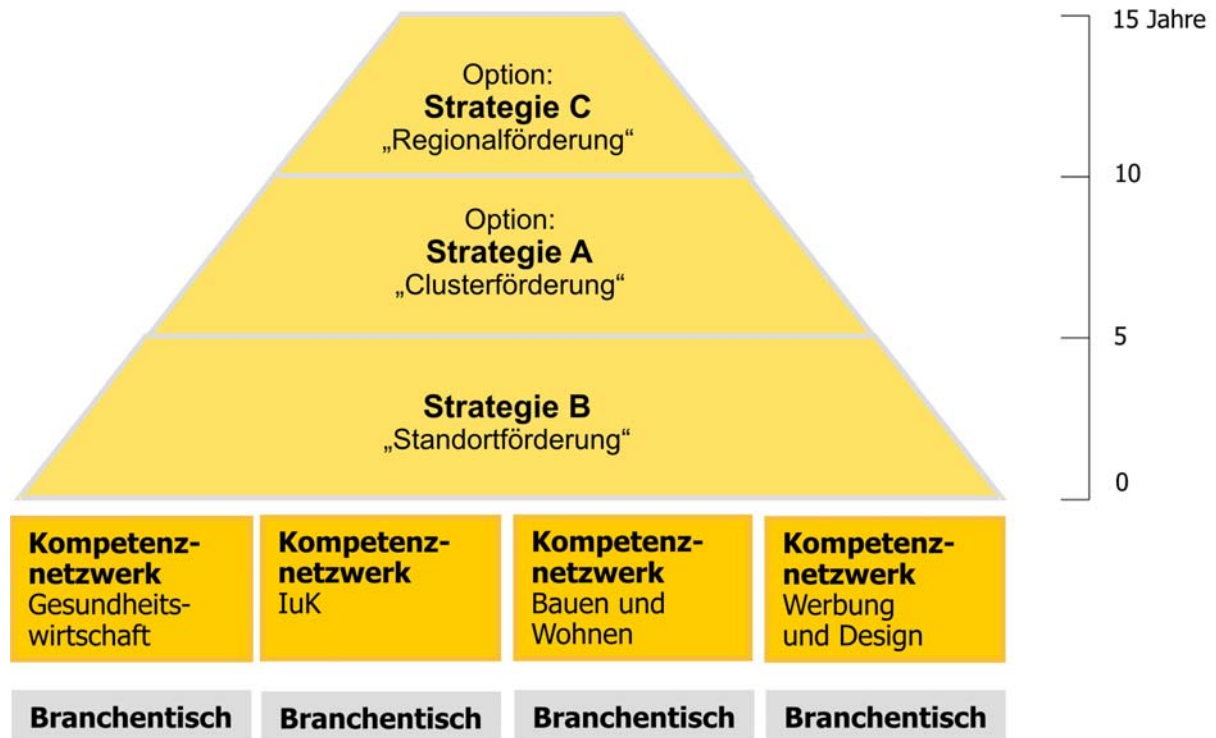 15 Jahre
Option:
Strategie C
„Regionalförderung“
10
Option:
Strategie A
„Clusterförderung“
5
Strategie B
„Standortförderung“
0
Kompetenz-
netzwerk
Gesundheits-
wirtschaft
Kompetenz-
netzwerk
IuK
Kompetenz-
netzwerk
Bauen und
Wohnen
Kompetenz-
netzwerk
Werbung
und Design
Branchentisch
Branchentisch
Branchentisch
Branchentisch